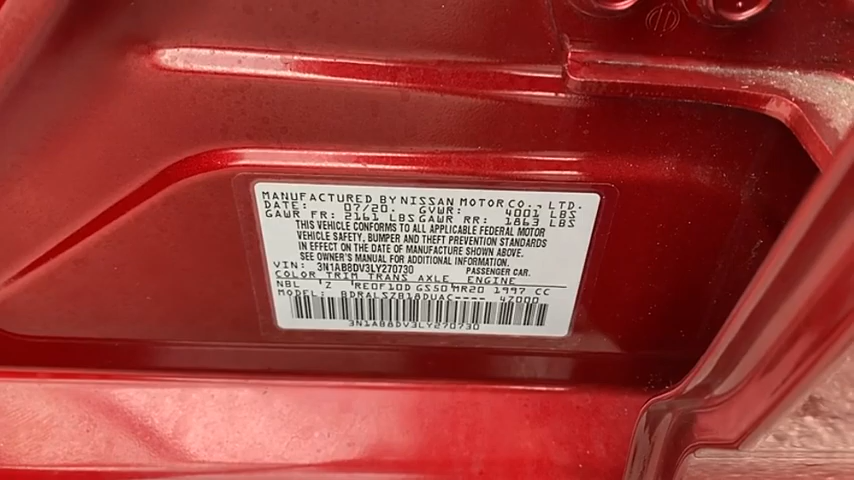 MANUFACTURED BY NISSAN MOTOR CO., LTD.
DATE: 07/20. GVWR: 4001 LBS
GAWR FR: 2161 LBS GAWR RR: 1863 LBS
THIS VEHICLE CONFORMS TO ALL APPLICABLE FEDERAL MOTOR
VEHICLE SAFETY, BUMPER AND THEFT PREVENTION STANDARDS
IN EFFECT ON THE DATE OF MANUFACTURE SHOWN ABOVE.
SEE OWNER'S MANUAL FOR ADDITIONAL INFORMATION.
VIN: 3N1AB8DV3LY270730 PASSENGER CAR.
COLOR TRIM TRANS AXLE ENGINE
NBL 'Z 'REOF10D GS50'MR20 1997 CC
MODEL: BDRALSZB18DUAC---- 4Z000
3N1AB8DV3LY270730